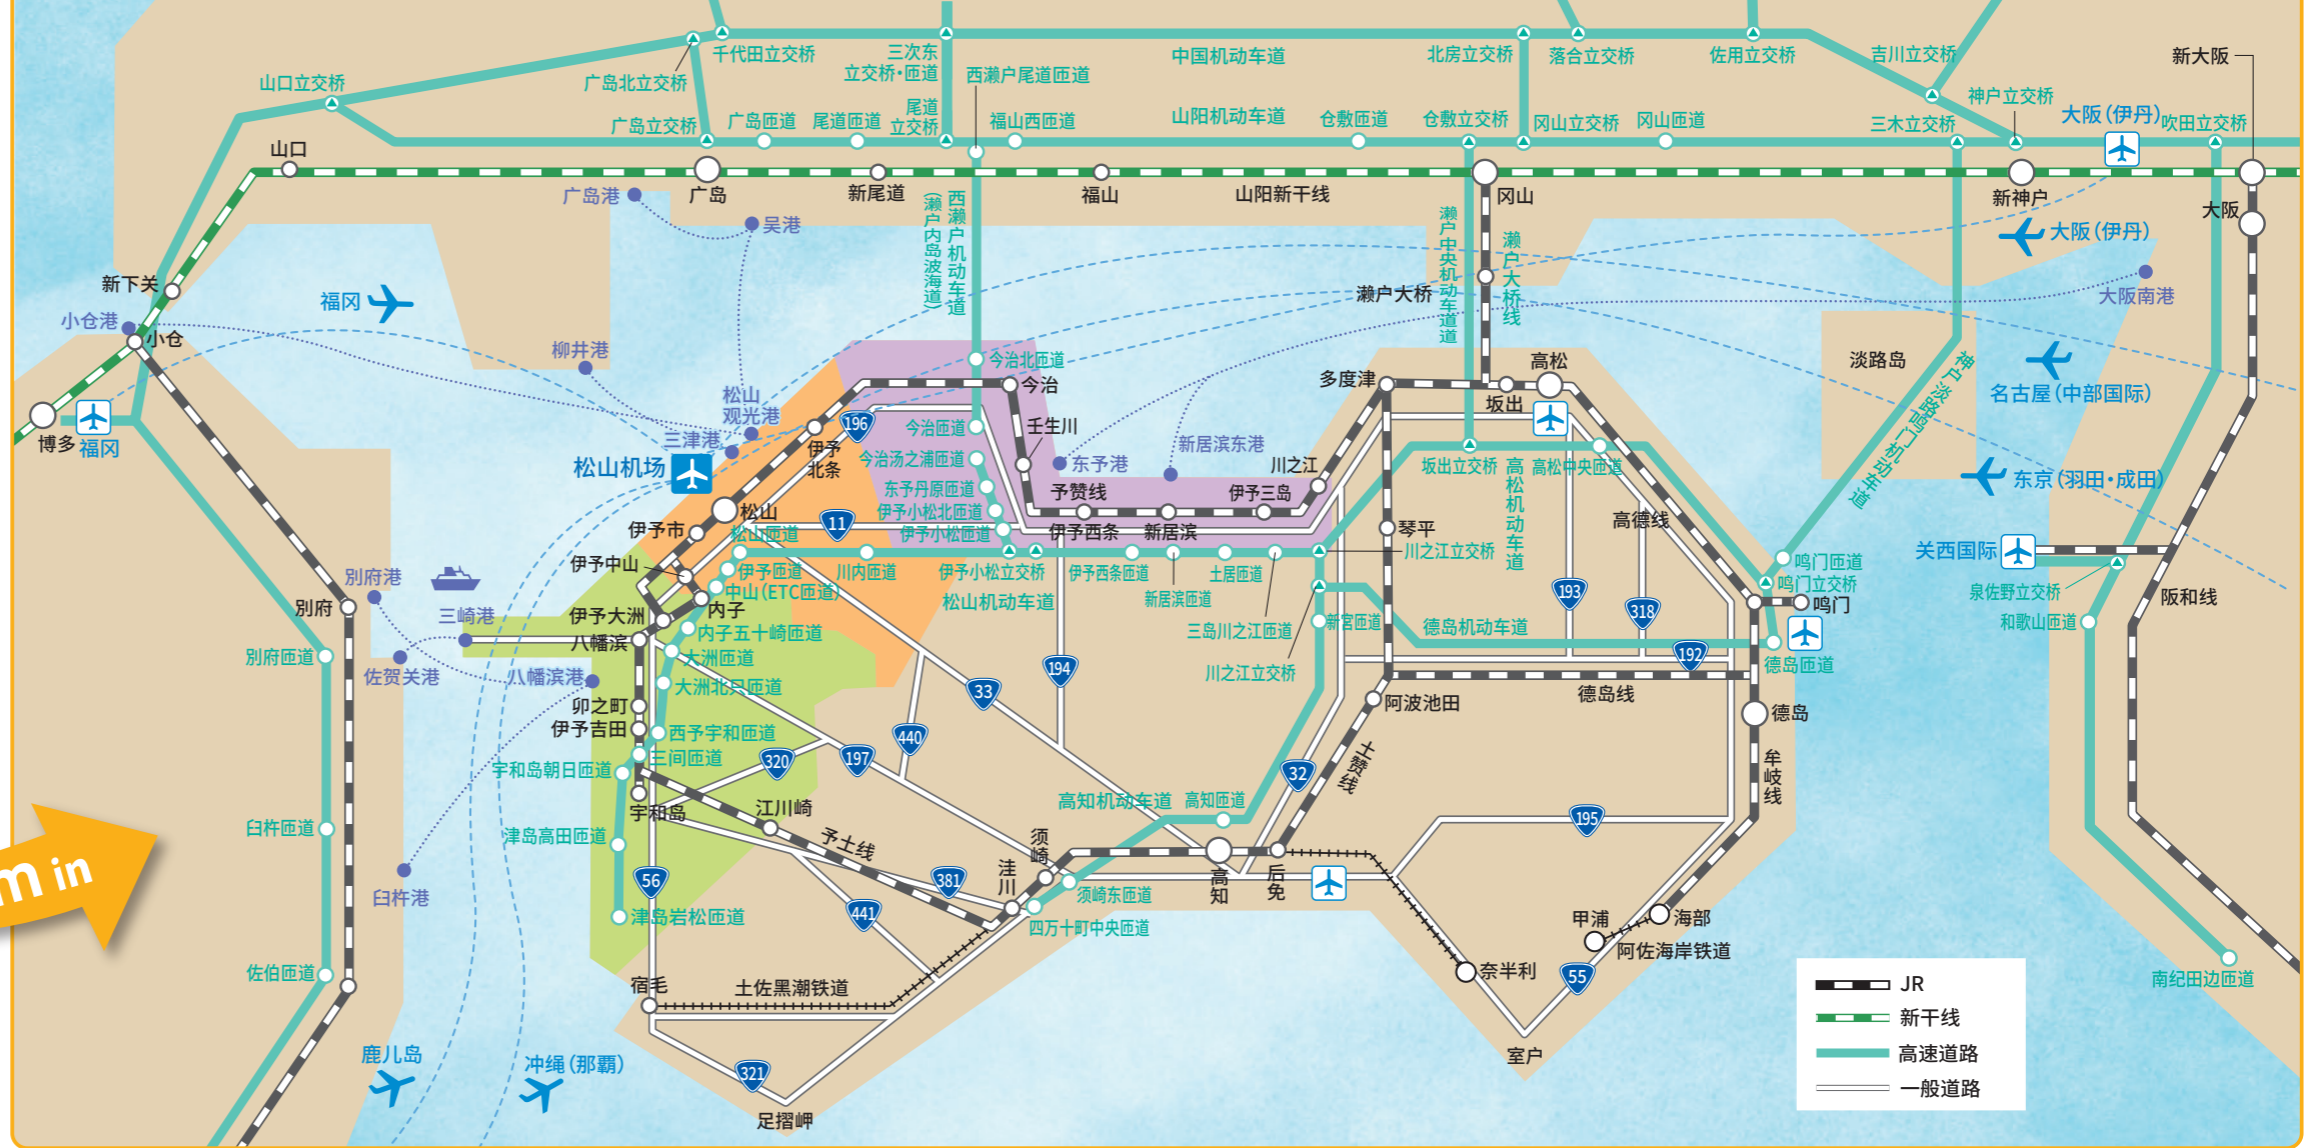 千代田立交桥
三次东
立交桥・匝道
西濑户尾道匝道
中国机动车道
北房立交桥
落合立交桥
佐用立交桥
吉川立交桥
新大阪
山口立交桥
广岛北立交桥
广岛立交桥
广岛匝道
尾道匝道
尾道
立交桥
福山西匝道
山阳机动车道
仓敷匝道
仓敷立交桥
冈山立交桥
冈山匝道
三木立交桥
神户立交桥
大阪（伊丹）
吹田立交桥
山口
广岛
新尾道
福山
山阳新干线
冈山
新神户
大阪
广岛港
吴港
西濑户机动车道
（濑户内岛波海道）
濑户中央机动车道道
濑户大桥线
濑户大桥
大阪（伊丹）
大阪南港
新下关
小仓港
小仓
福冈
柳井港
博多
福冈
松山
观光港
三津港
松山机场
今治北匝道
今治
196
今治匝道
壬生川
伊予
北条
今治汤之浦匝道
东予丹原匝道
伊予小松北匝道
伊予小松匝道
东予港
新居滨东港
川之江
予赞线
伊予三岛
伊予西条
新居滨
多度津
坂出
高松
坂出立交桥
高松机动车道
高松中央匝道
淡路岛
神户淡路鸣门机动车道
名古屋（中部国际）
东京（羽田・成田）
关西国际
泉佐野立交桥
和歌山匝道
阪和线
南纪田边匝道
松山
松山匝道
11
伊予市
伊予中山
伊予匝道
中山（ETC匝道）
川内匝道
伊予小松立交桥
松山机动车道
伊予西条匝道
新居滨匝道
土居匝道
三岛川之江匝道
川之江立交桥
新宫匝道
川之江立交桥
琴平
高德线
193
318
192
德岛机动车道
鸣门匝道
鸣门立交桥
鸣门
德岛匝道
德岛线
德岛
牟岐线
阿波池田
土赞线
別府港
別府
三崎港
佐贺关港
八幡滨港
伊予大洲
八幡滨
内子
内子五十崎匝道
大洲匝道
大洲北只匝道
卯之町
伊予吉田
西予宇和匝道
三间匝道
宇和岛朝日匝道
宇和岛
津岛高田匝道
津岛岩松匝道
江川崎
予土线
320
197
440
33
194
32
56
381
441
321
195
55
別府匝道
臼杵匝道
佐伯匝道
臼杵港
m in
高知机动车道
高知匝道
须崎
洼川
高知
后免
须崎东匝道
四万十町中央匝道
宿毛
土佐黑潮铁道
足摺岬
奈半利
甲浦
海部
阿佐海岸铁道
室户
鹿儿岛
冲绳（那霸）
JR
新干线
高速道路
一般道路